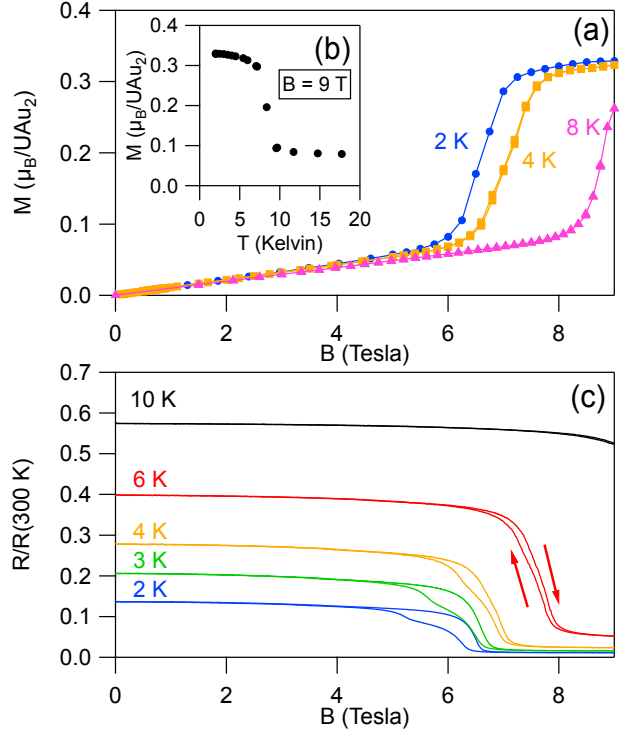 (a)
M (μB/UAu2)
0.3
0.2
0.1
0.0
0
2
4
6
8
B (Tesla)
2 K
4 K
8 K
(b)
B = 9 T
M (μB/UAu2)
0.4
0.3
0.2
0.1
0.0
0
5
10
15
20
T (Kelvin)
(c)
R/R(300 K)
0.7
0.6
0.5
0.4
0.3
0.2
0.1
0.0
10 K
6 K
4 K
3 K
2 K
0
2
4
6
8
B (Tesla)